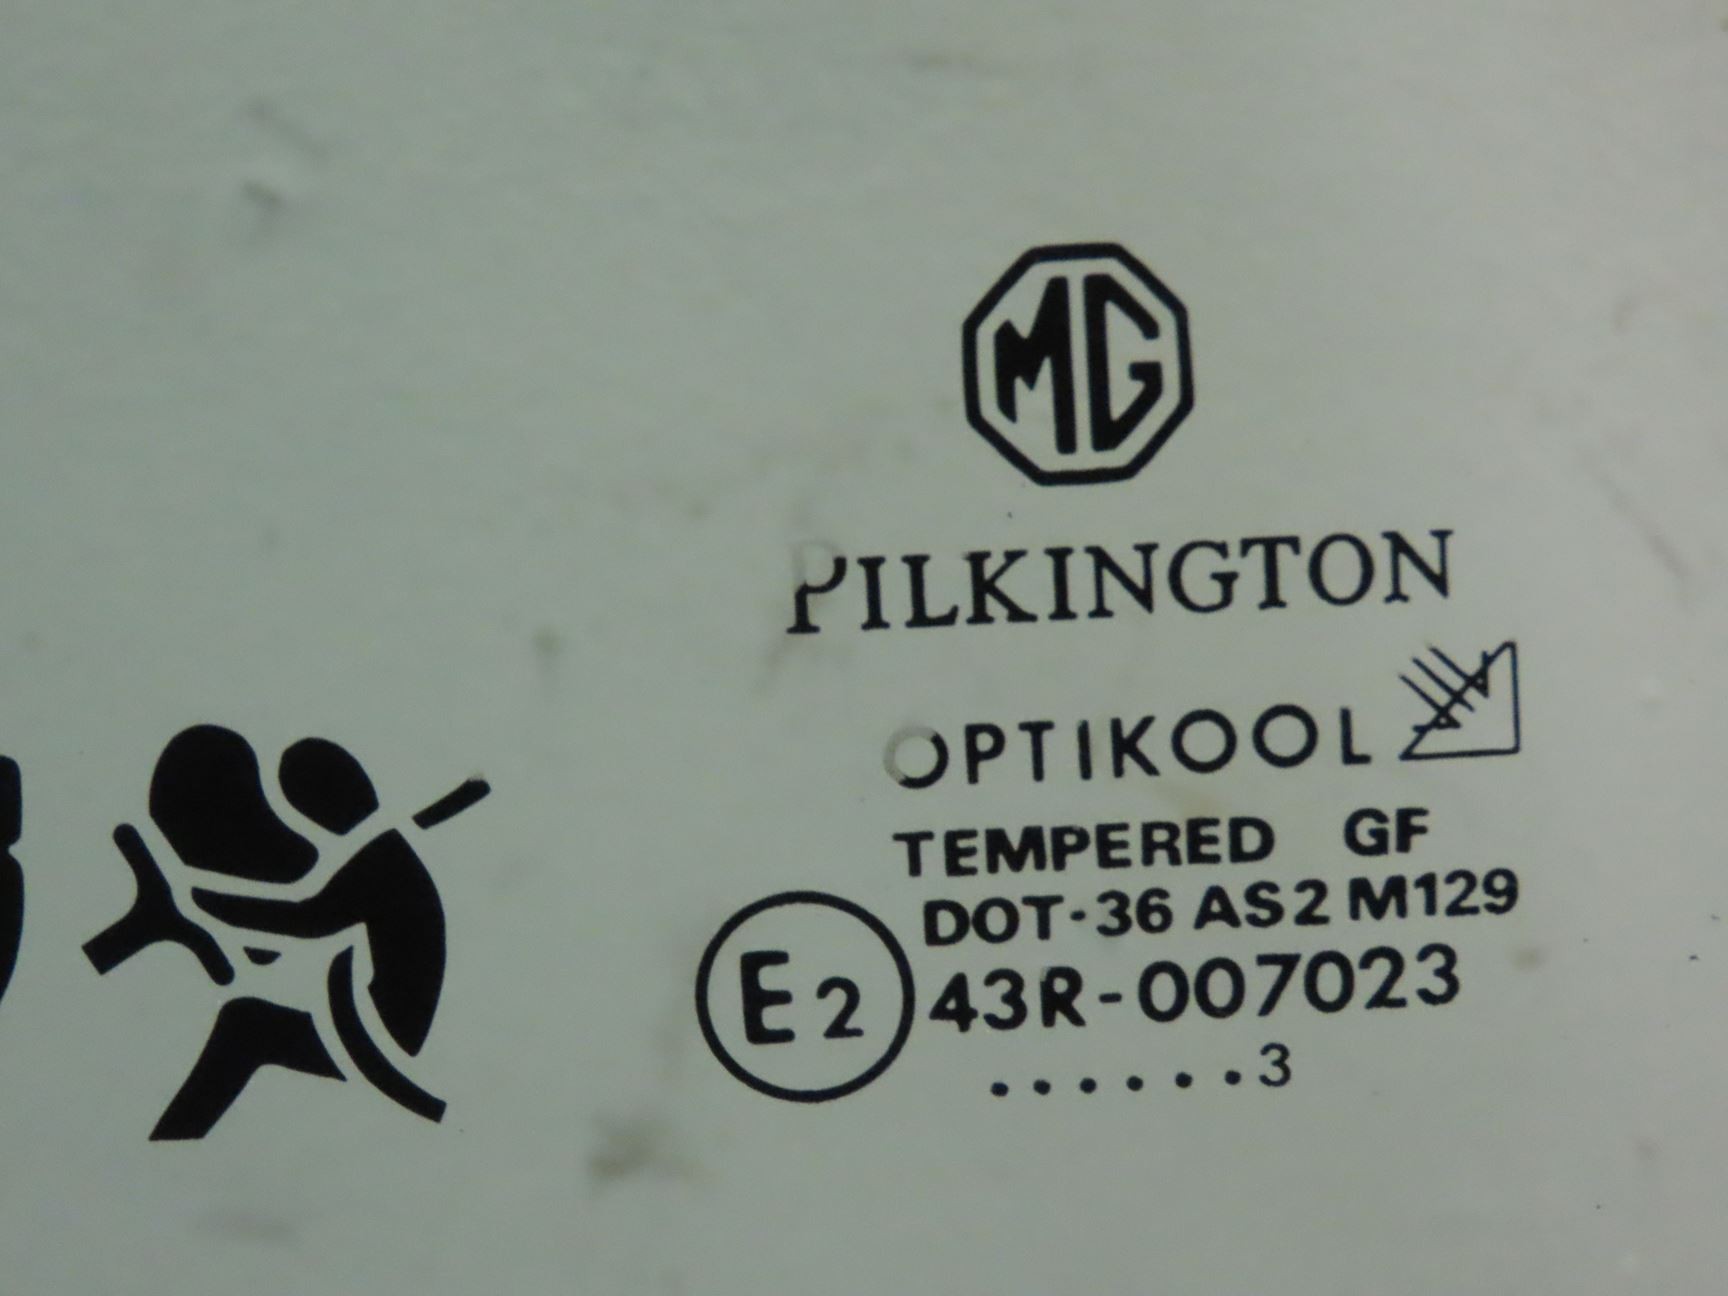 MG
PILKINGTON
OPTIKOOL
TEMPERED GF
DOT-36 AS2 M129
E2 43R-007023
......3